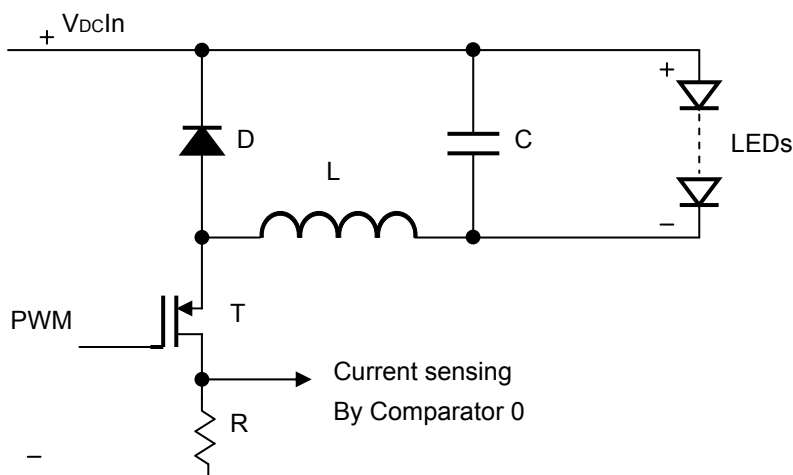 + VDCIn
+
D
C
LEDs
L
−
PWM
T
Current sensing
By Comparator 0
R
−